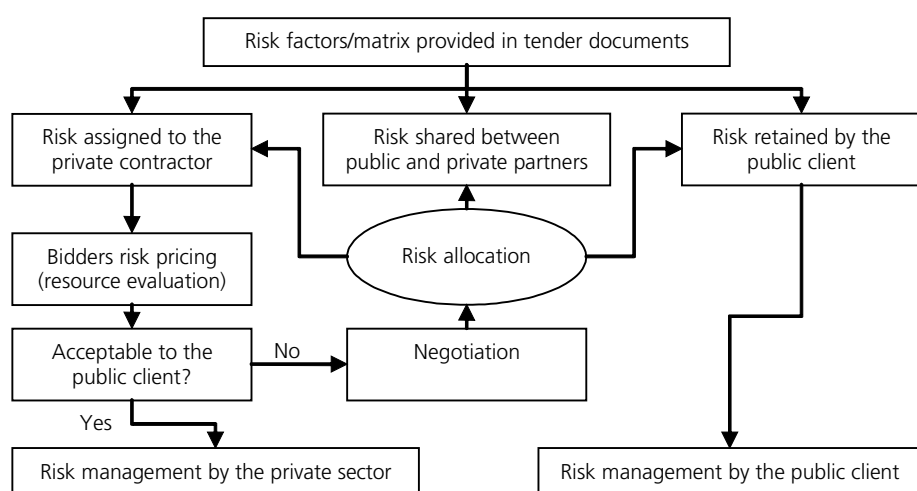 Risk factors/matrix provided in tender documents
Risk assigned to the
private contractor
Risk shared between
public and private partners
Risk retained by the
public client
Bidders risk pricing
(resource evaluation)
Risk allocation
Acceptable to the
public client?
No
Negotiation
Yes
Risk management by the private sector
Risk management by the public client